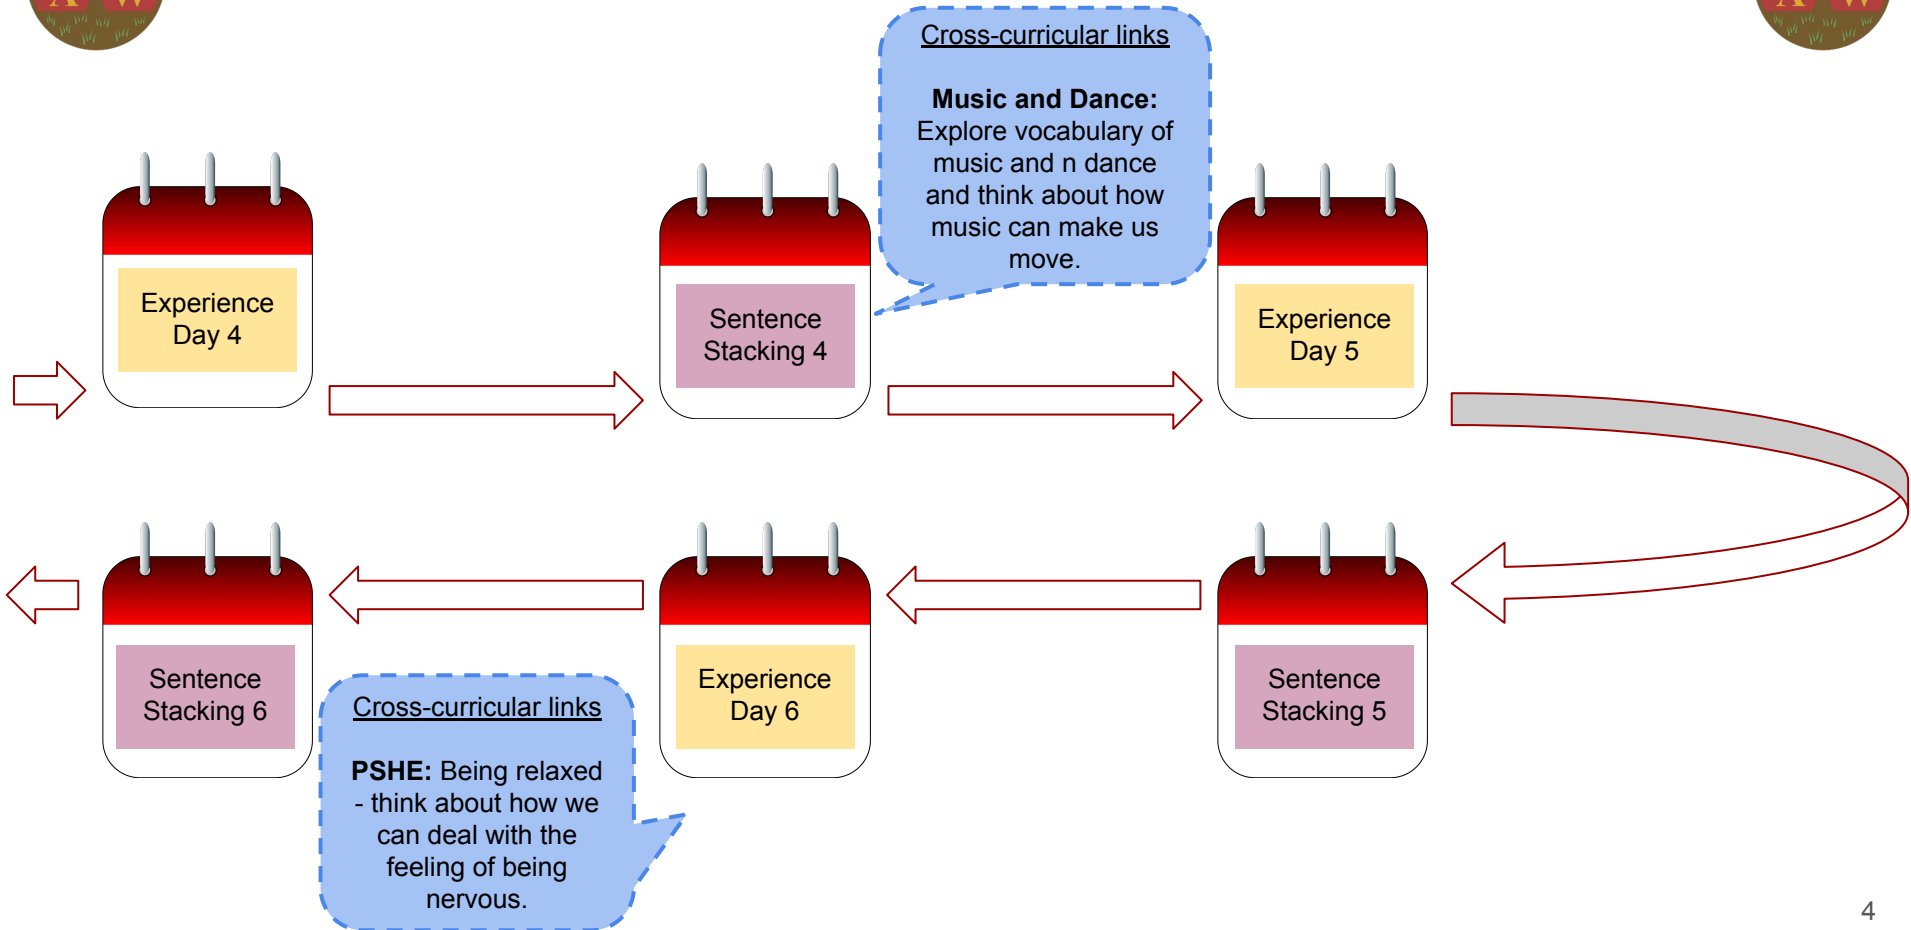 A W
A W
Cross-curricular links
Music and Dance:
Explore vocabulary of
music and n dance
and think about how
music can make us
move.
Experience
Day 4
Sentence
Stacking 4
Experience
Day 5
Sentence
Stacking 6
Cross-curricular links
PSHE: Being relaxed
- think about how we
can deal with the
feeling of being
nervous.
Experience
Day 6
Sentence
Stacking 5
4